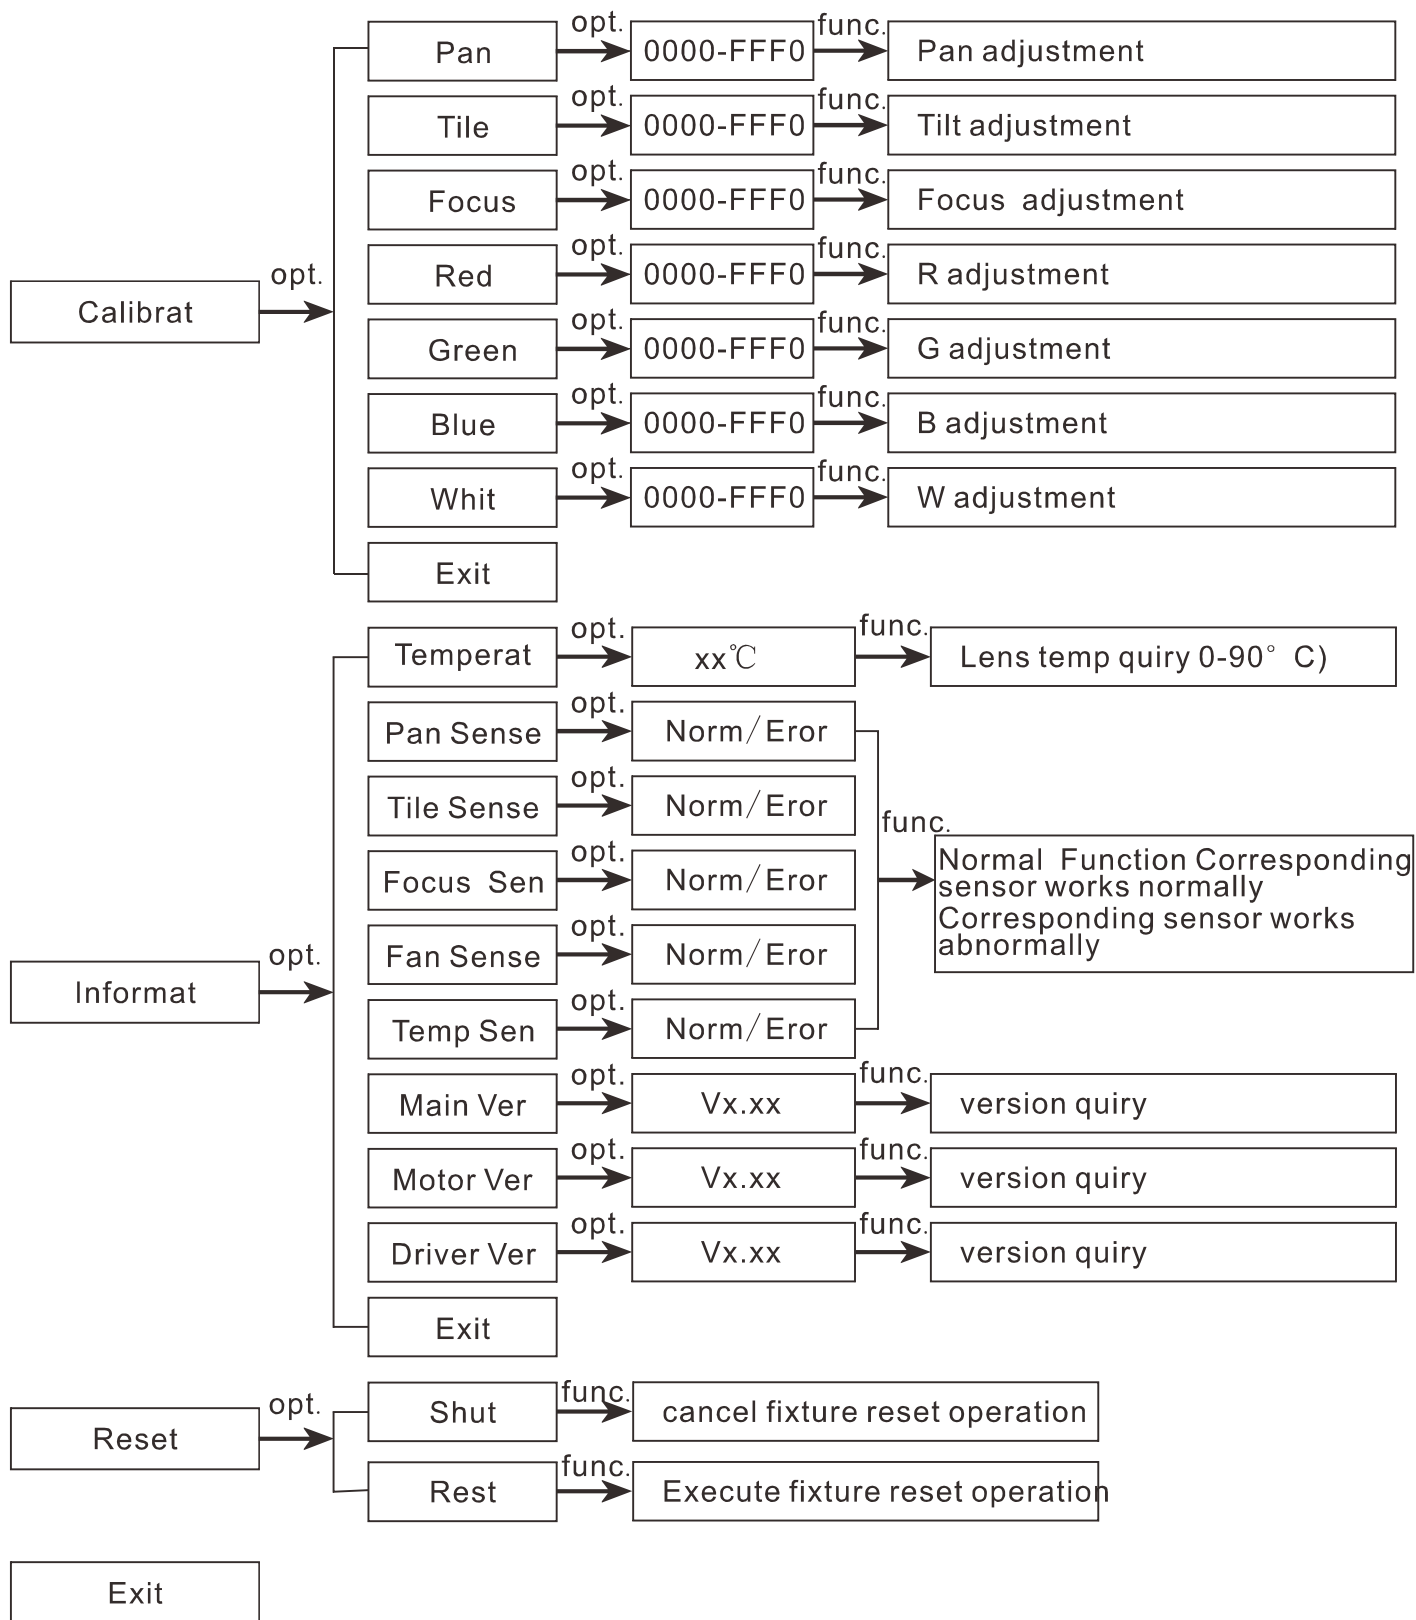 Pan opt. 0000-FFF0 func. Pan adjustment
Tile opt. 0000-FFF0 func. Tilt adjustment
Focus opt. 0000-FFF0 func. Focus adjustment
Red opt. 0000-FFF0 func. R adjustment
Calibrat opt.
Green opt. 0000-FFF0 func. G adjustment
Blue opt. 0000-FFF0 func. B adjustment
Whit opt. 0000-FFF0 func. W adjustment
Exit
Temperat opt. xx℃ func. Lens temp quiry 0-90° C)
Pan Sense opt. Norm/Eror
Tile Sense opt. Norm/Eror
func.
Normal Function Corresponding
sensor works normally
Corresponding sensor works
abnormally
Focus Sen opt. Norm/Eror
Fan Sense opt. Norm/Eror
Informat opt.
Temp Sen opt. Norm/Eror
Main Ver opt. Vx.xx func. version quiry
Motor Ver opt. Vx.xx func. version quiry
Driver Ver opt. Vx.xx func. version quiry
Exit
Reset opt.
Shut func. cancel fixture reset operation
Rest func. Execute fixture reset operation
Exit